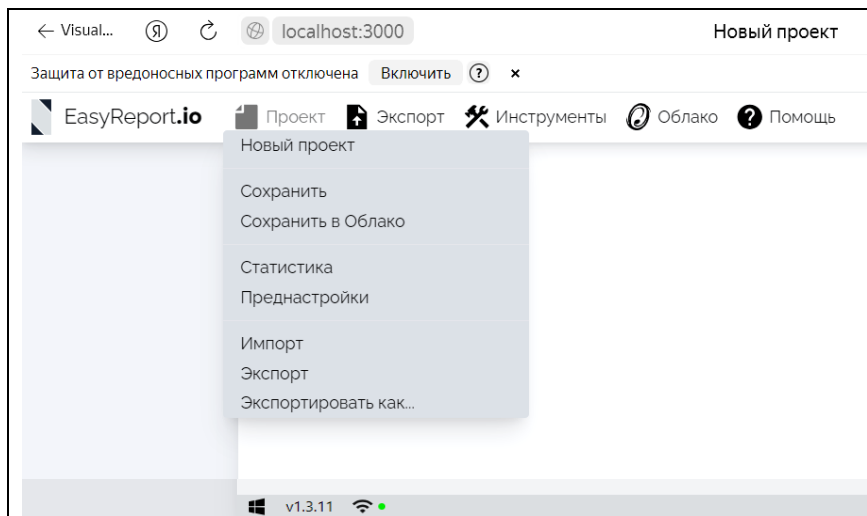 ← Visual... Я localhost:3000 Новый проект
Защита от вредоносных программ отключена Включить ? ×
EasyReport.io Проект Экспорт Инструменты Облако ? Помощь
Новый проект
Сохранить
Сохранить в Облако
Статистика
Преднастройки
Импорт
Экспорт
Экспортировать как...
v1.3.11